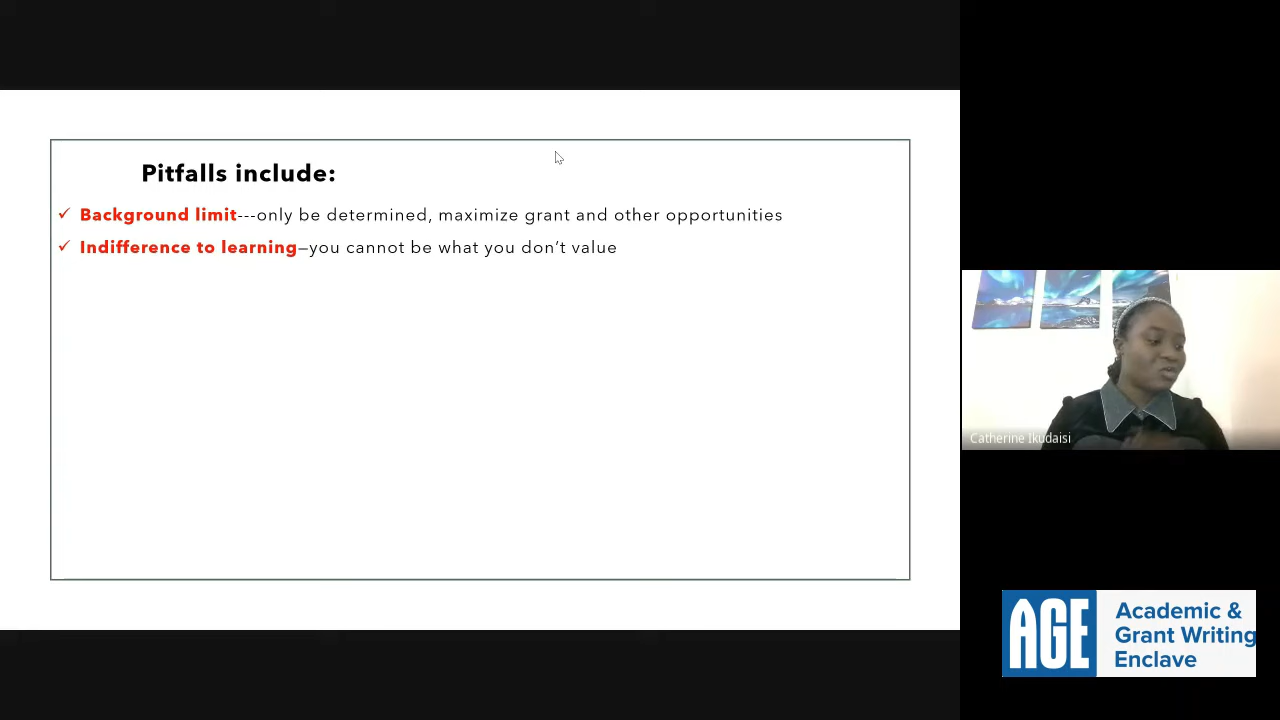 Pitfalls include:
✓ Background limit---only be determined, maximize grant and other opportunities
✓ Indifference to learning–you cannot be what you don’t value
Catherine Ikudaisi
AGE
Academic &
Grant Writing
Enclave